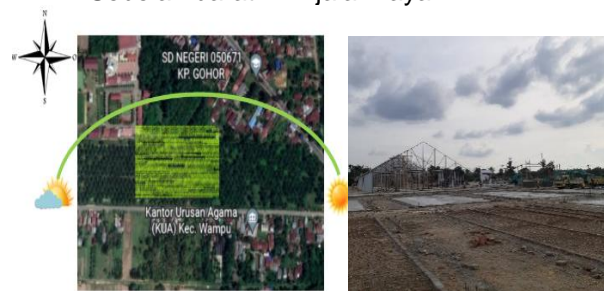 N
W
S
SD NEGERI 050671
KP. GOHOR
Kantor Urusan Agama
(KUA) Kec. Wampu